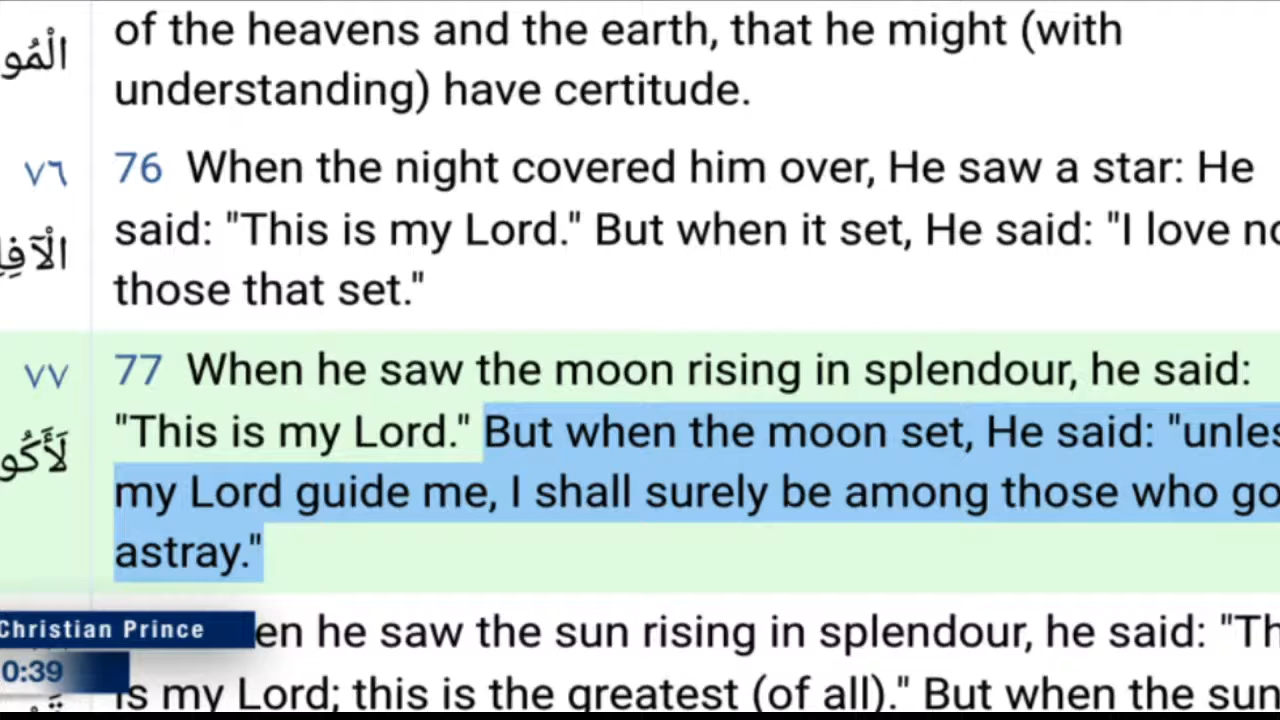 of the heavens and the earth, that he might (with
understanding) have certitude.
٧٦
76 When the night covered him over, He saw a star: He
said: "This is my Lord." But when it set, He said: "I love
those that set."
٧٧
77 When he saw the moon rising in splendour, he said:
"This is my Lord." But when the moon set, He said:
my Lord guide me, I shall surely be among those who go
astray."
he saw the sun rising in splendour, he said:
is my Lord; this is the greatest (of all)." But when the sun
Christian Prince
0:39